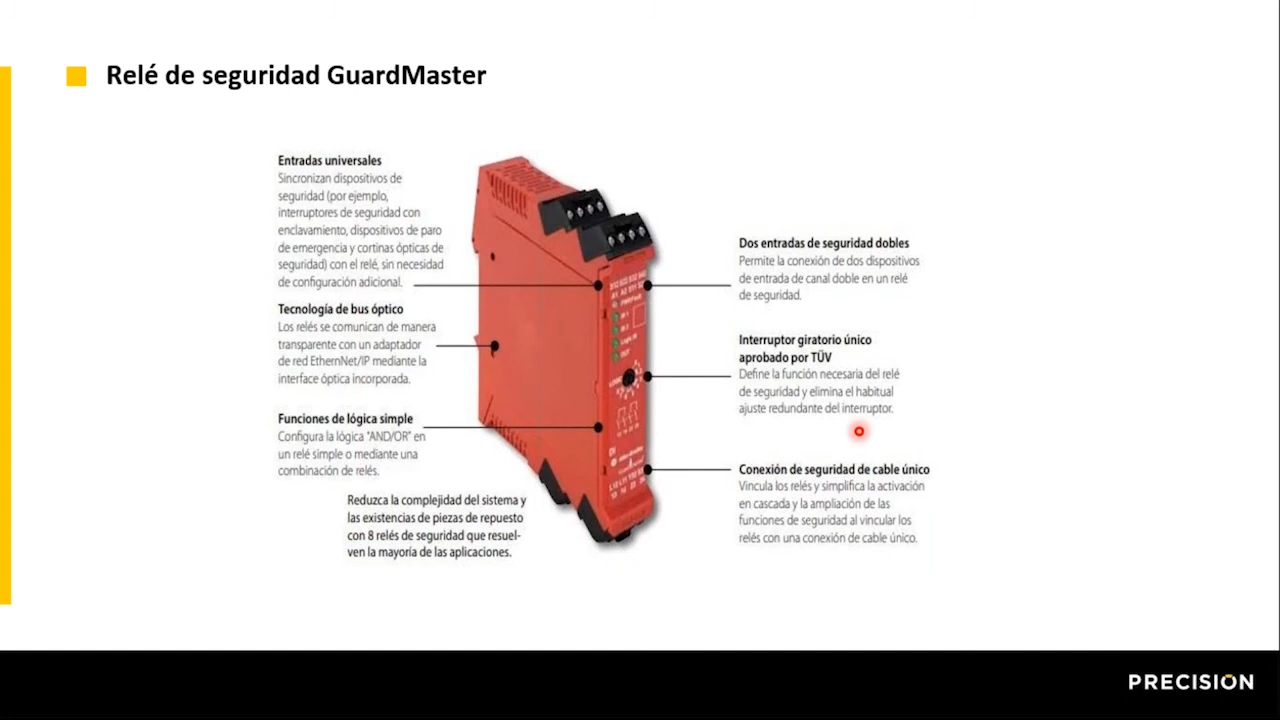 Relé de seguridad GuardMaster
Entradas universales
Sincronizan dispositivos de
seguridad (por ejemplo,
interruptores de seguridad con
enclavamiento, dispositivos de paro
de emergencia y cortinas ópticas de
seguridad) con el relé, sin necesidad
de configuración adicional.
Tecnología de bus óptico
Los relés se comunican de manera
transparente con un adaptador
de red EthernNet/IP mediante la
interface óptica incorporada.
Funciones de lógica simple
Configura la lógica "AND/OR" en
un relé simple o mediante una
combinación de relés.
Reduzca la complejidad del sistema y
las existencias de piezas de repuesto
con 8 relés de seguridad que resuel-
ven la mayoría de las aplicaciones.
Dos entradas de seguridad dobles
Permite la conexión de dos dispositivos
de entrada de canal doble en un relé
de seguridad.
Interruptor giratorio único
aprobado por TÜV
Define la función necesaria del relé
de seguridad y elimina el habitual
ajuste redundante del interruptor.
Conexión de seguridad de cable único
Vincula los relés y simplifica la activación
en cascada y la ampliación de las
funciones de seguridad al vincular los
relés con una conexión de cable único.
PRECISIÓN